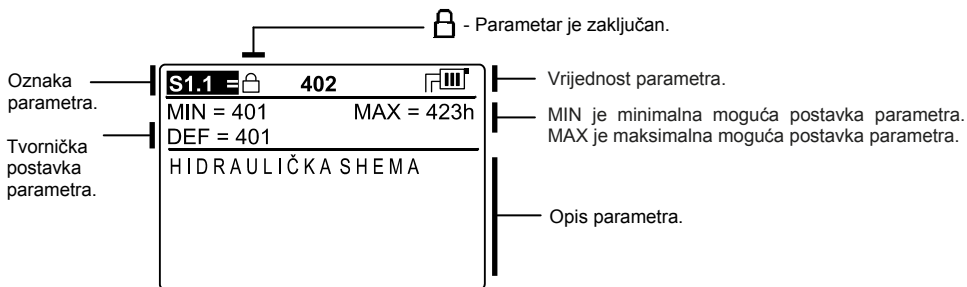 - Parametar je zaključan.
Oznaka
parametra.
Tvornička
postavka
parametra.
S1.1 = 402
MIN = 401 MAX = 423h
DEF = 401
HIDRAULIČKA SHEMA
Vrijednost parametra.
MIN je minimalna moguća postavka parametra.
MAX je maksimalna moguća postavka parametra.
Opis parametra.